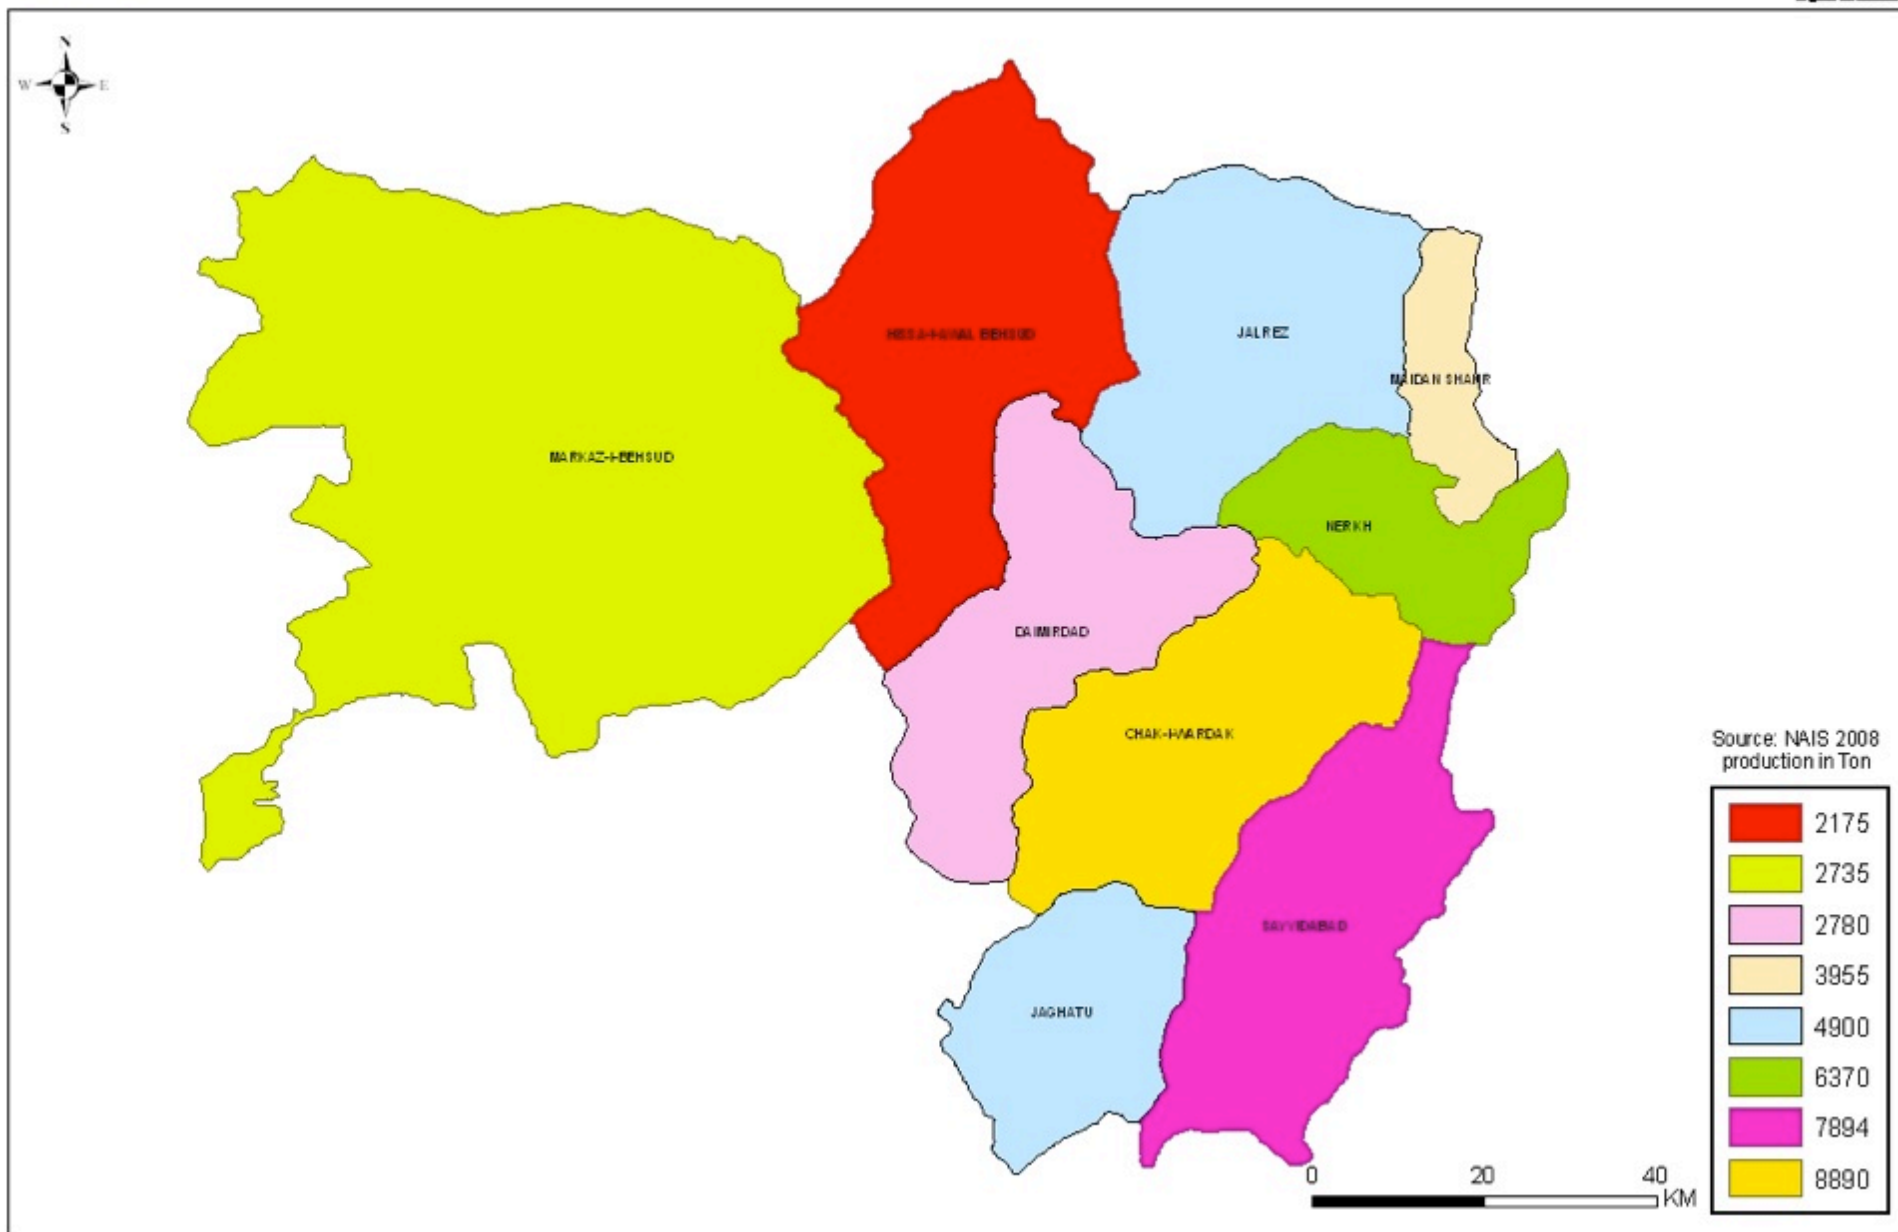 N
W E
S
HISSA-I-AWAL BEHSUD
JALREZ
MAIDAN SHAHR
MARKAZ-I-BEHSUD
NERKH
DAIMIRDAD
CHAK-I-WARDAK
SAYYIDABAD
JAGHATU
Source: NAIS 2008
production in Ton
2175
2735
2780
3955
4900
6370
7894
8890
0 20 40
KM